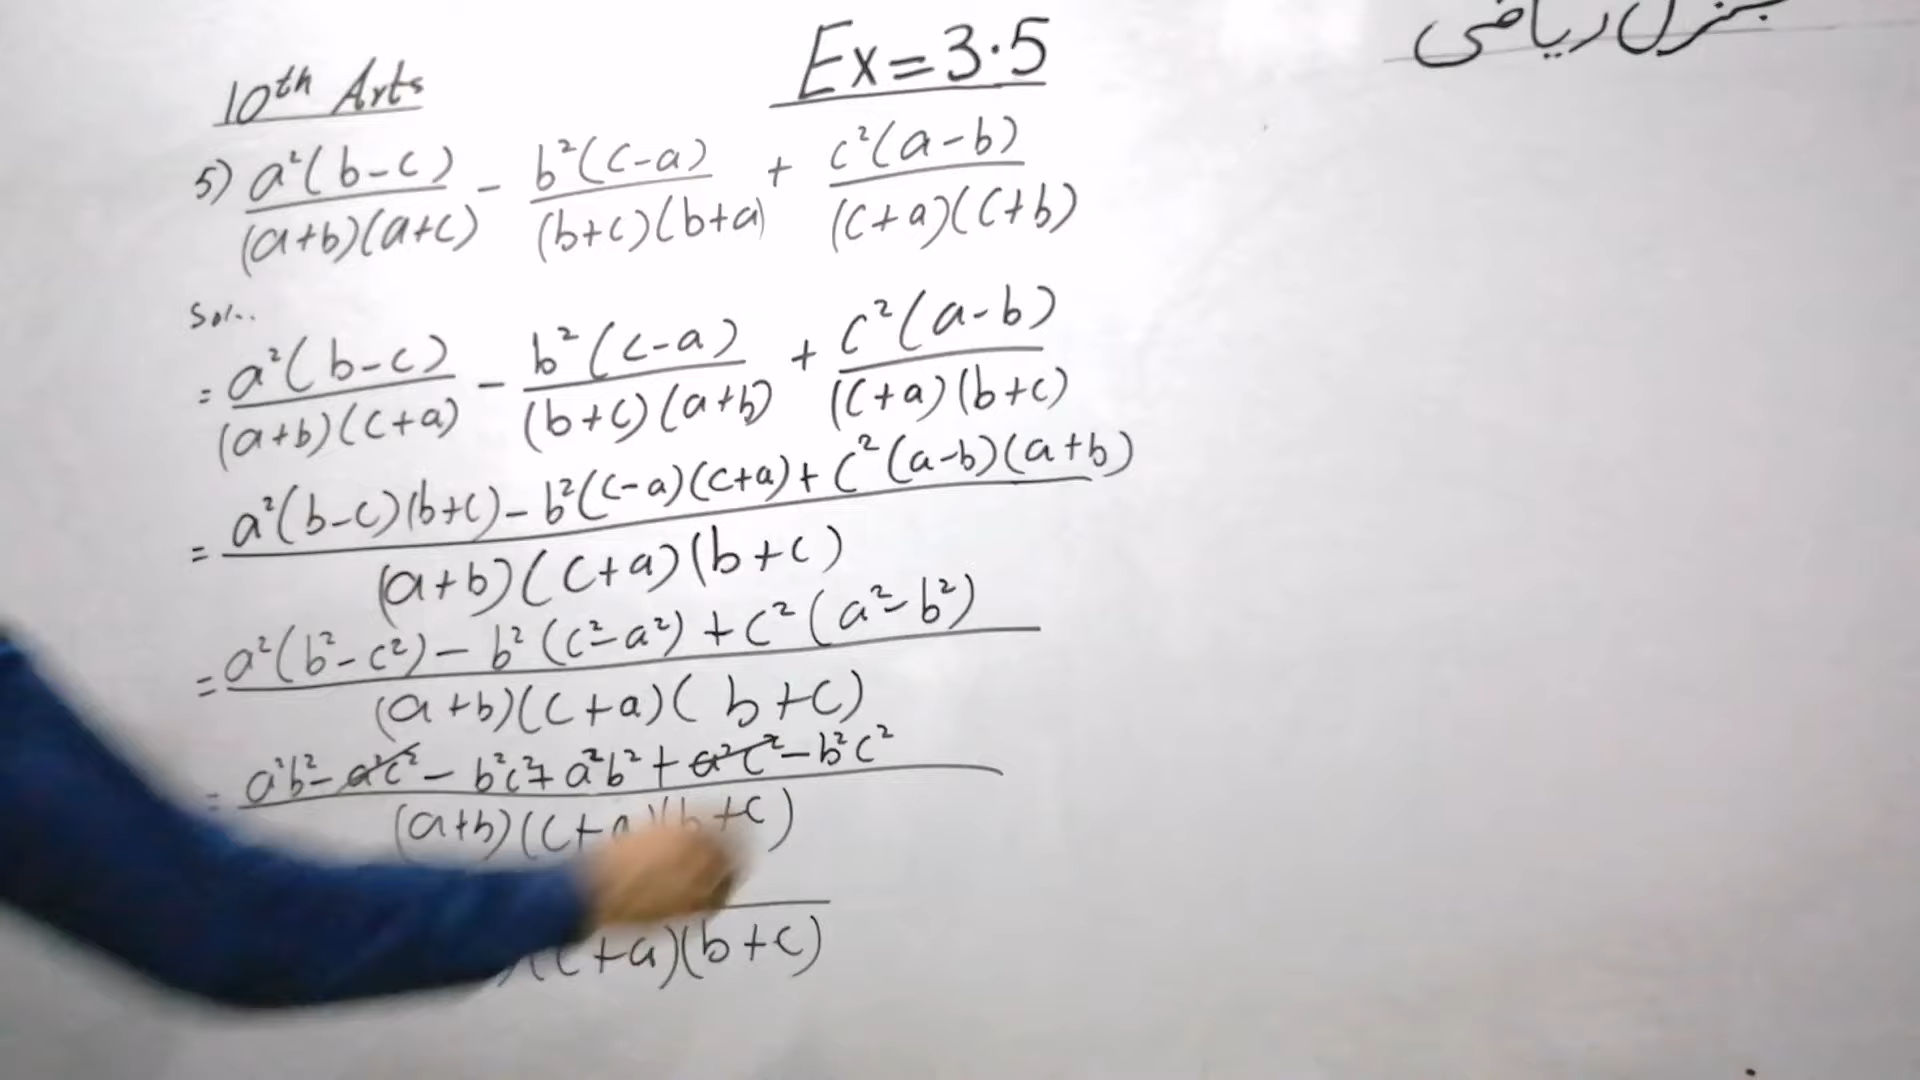 10th Arts
Ex=3.5
جنرل ریاضی
5) a²(b-c)/(a+b)(a+c) - b²(c-a)/(b+c)(b+a) + c²(a-b)/(c+a)(c+b)
Sol..
= a²(b-c)/(a+b)(c+a) - b²(c-a)/(b+c)(a+b) + c²(a-b)/(c+a)(b+c)
= a²(b-c)(b+c) - b²(c-a)(c+a) + c²(a-b)(a+b)
(a+b)(c+a)(b+c)
= a²(b²-c²) - b²(c²-a²) + c²(a²-b²)
(a+b)(c+a)(b+c)
= a²b² - a²c² - b²c² + a²b² + a²c² - b²c²
(a+b)(c+a)(b+c)
(c+a)(b+c)